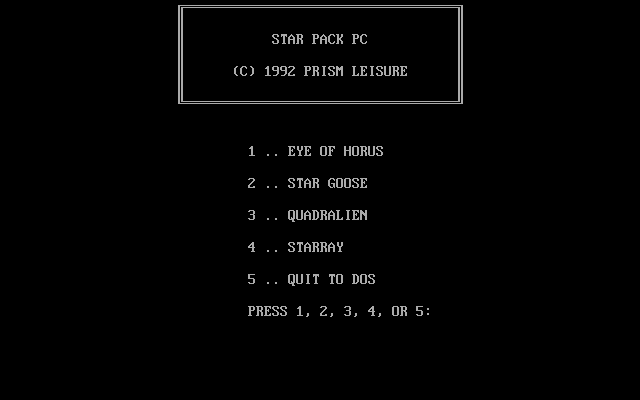 STAR PACK PC
(C) 1992 PRISM LEISURE
1 .. EYE OF HORUS
2 .. STAR GOOSE
3 .. QUADRALIEN
4 .. STARRAY
5 .. QUIT TO DOS
PRESS 1, 2, 3, 4, OR 5: